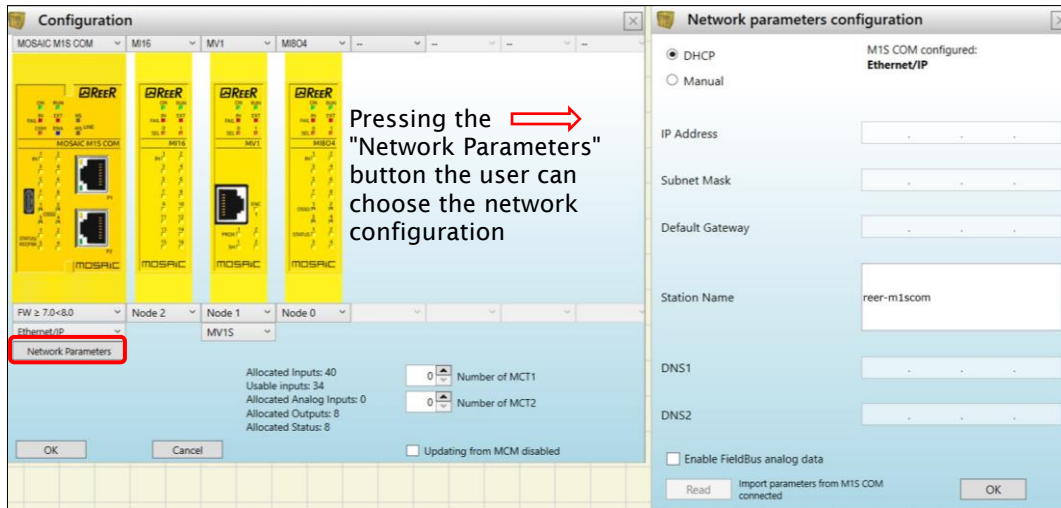 Configuration
MOSAIC M1S COM MI16 MV1 MI8O4 -- -- -- --
REER REER REER REER
MOSAIC M1S COM MI16 MV1 MI8O4
MOSAIC MOSAIC MOSAIC MOSAIC
Pressing the
"Network Parameters"
button the user can
choose the network
configuration
FW ≥ 7.0<8.0 Node 2 Node 1 Node 0
Ethernet/IP MV1S
Network Parameters
Allocated Inputs: 40
Usable inputs: 34
Allocated Analog Inputs: 0
Allocated Outputs: 8
Allocated Status: 8
0 Number of MCT1
0 Number of MCT2
OK Cancel Updating from MCM disabled
Network parameters configuration
DHCP
Manual
M1S COM configured:
Ethernet/IP
IP Address . . .
Subnet Mask . . .
Default Gateway . . .
Station Name reer-m1scom
DNS1 . . .
DNS2 . . .
Enable FieldBus analog data
Read
Import parameters from M1S COM
connected
OK